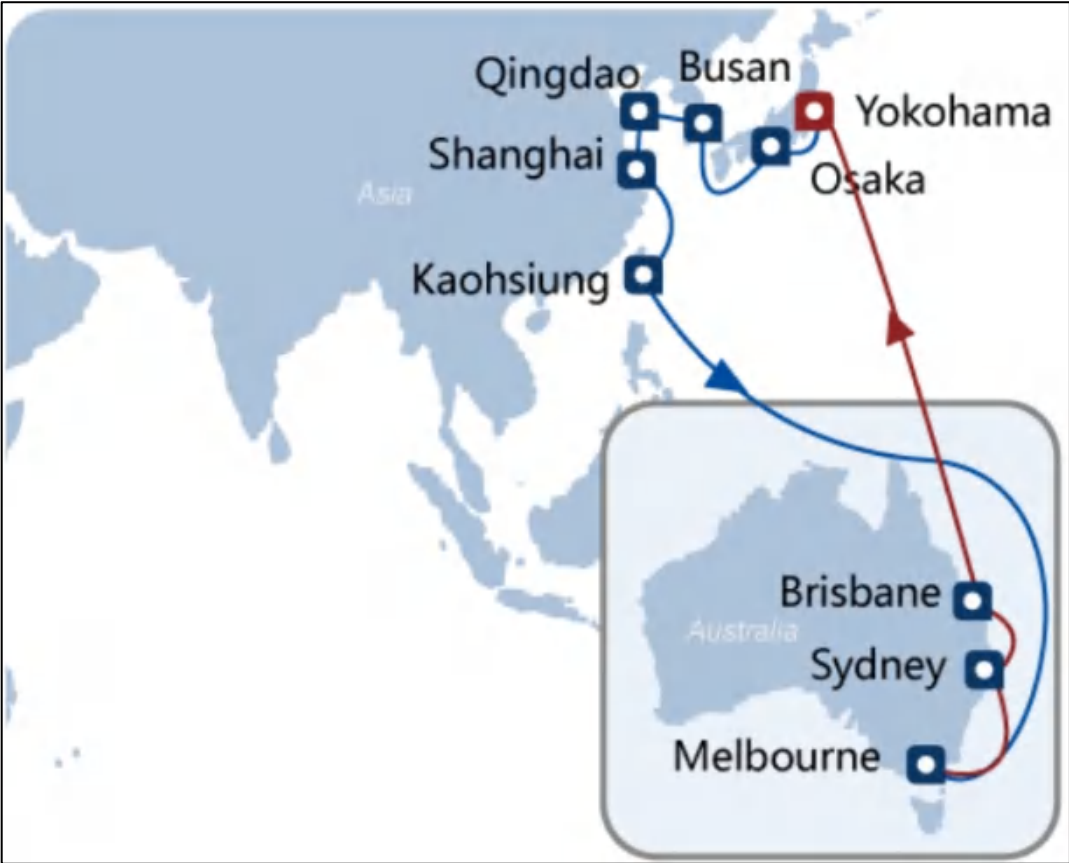 Qingdao
Busan
Yokohama
Shanghai
Osaka
Asia
Kaohsiung
Brisbane
Australia
Sydney
Melbourne